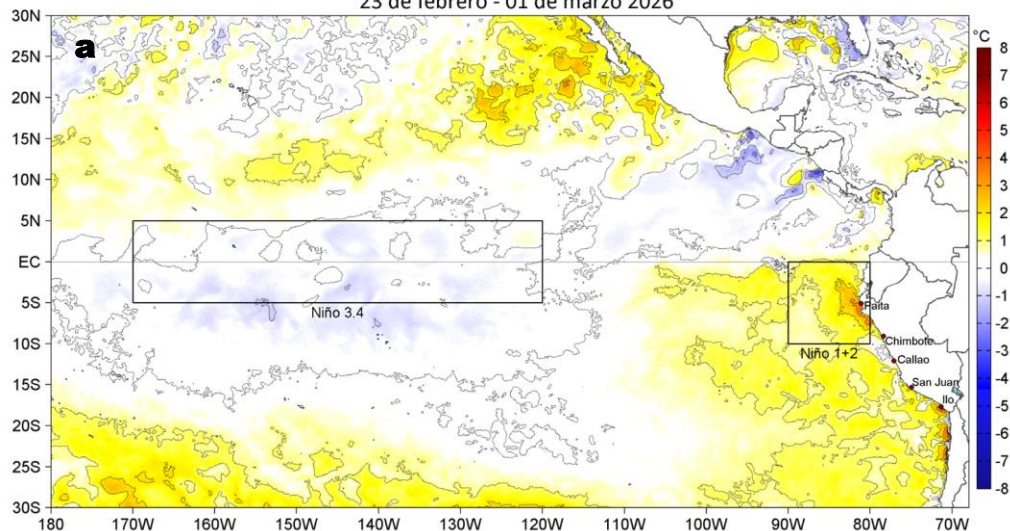 23 de febrero - 01 de marzo 2026
a
°C
30N
25N
20N
15N
10N
5N
EC
5S
10S
15S
20S
25S
30S
Niño 3.4
Niño 1+2
Paita
Chimbote
Callao
San Juan
Ilo
8
7
6
5
4
3
2
1
0
-1
-2
-3
-4
-5
-6
-7
-8
180 170W 160W 150W 140W 130W 120W 110W 100W 90W 80W 70W